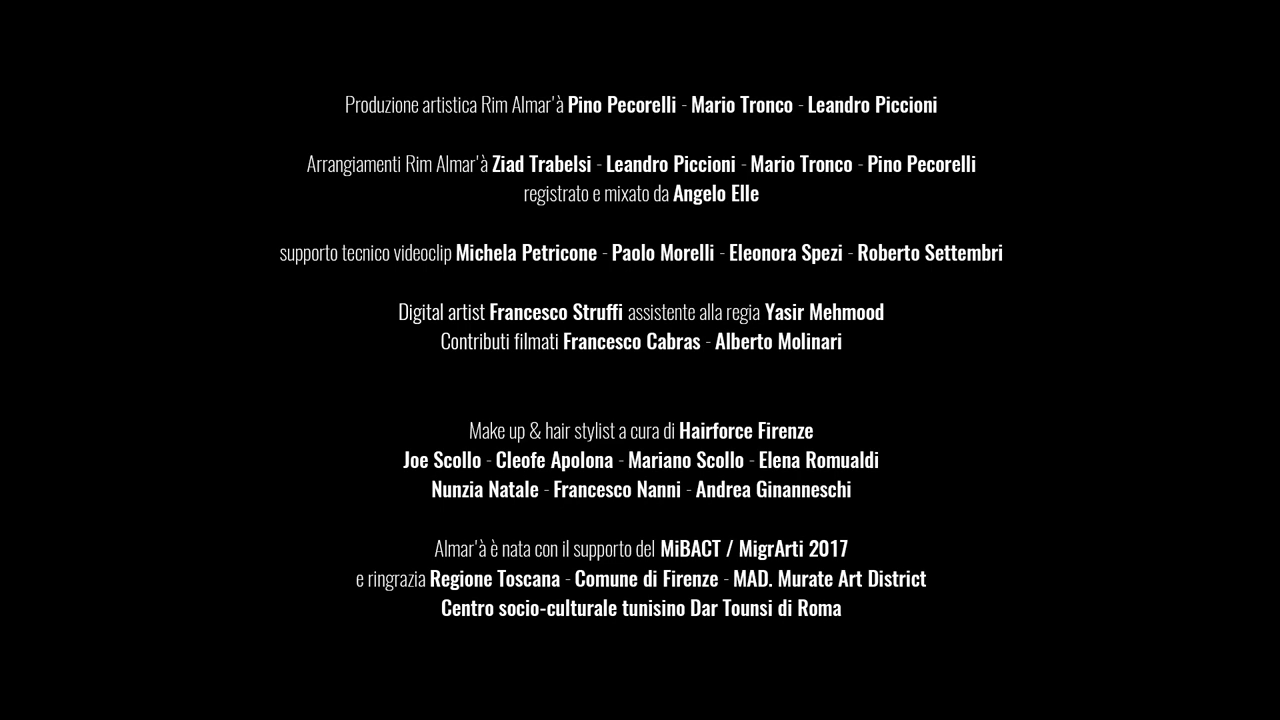 Produzione artistica Rim Almar'à Pino Pecorelli - Mario Tronco - Leandro Piccioni
Arrangiamenti Rim Almar'à Ziad Trabelsi - Leandro Piccioni - Mario Tronco - Pino Pecorelli
registrato e mixato da Angelo Elle
supporto tecnico videoclip Michela Petricone - Paolo Morelli - Eleonora Spezi - Roberto Settembri
Digital artist Francesco Struffi assistente alla regia Yasir Mehmood
Contributi filmati Francesco Cabras - Alberto Molinari
Make up & hair stylist a cura di Hairforce Firenze
Joe Scollo - Cleofe Apolona - Mariano Scollo - Elena Romualdi
Nunzia Natale - Francesco Nanni - Andrea Ginanneschi
Almar'à è nata con il supporto del MiBACT / MigrArti 2017
e ringrazia Regione Toscana - Comune di Firenze - MAD. Murate Art District
Centro socio-culturale tunisino Dar Tounsi di Roma